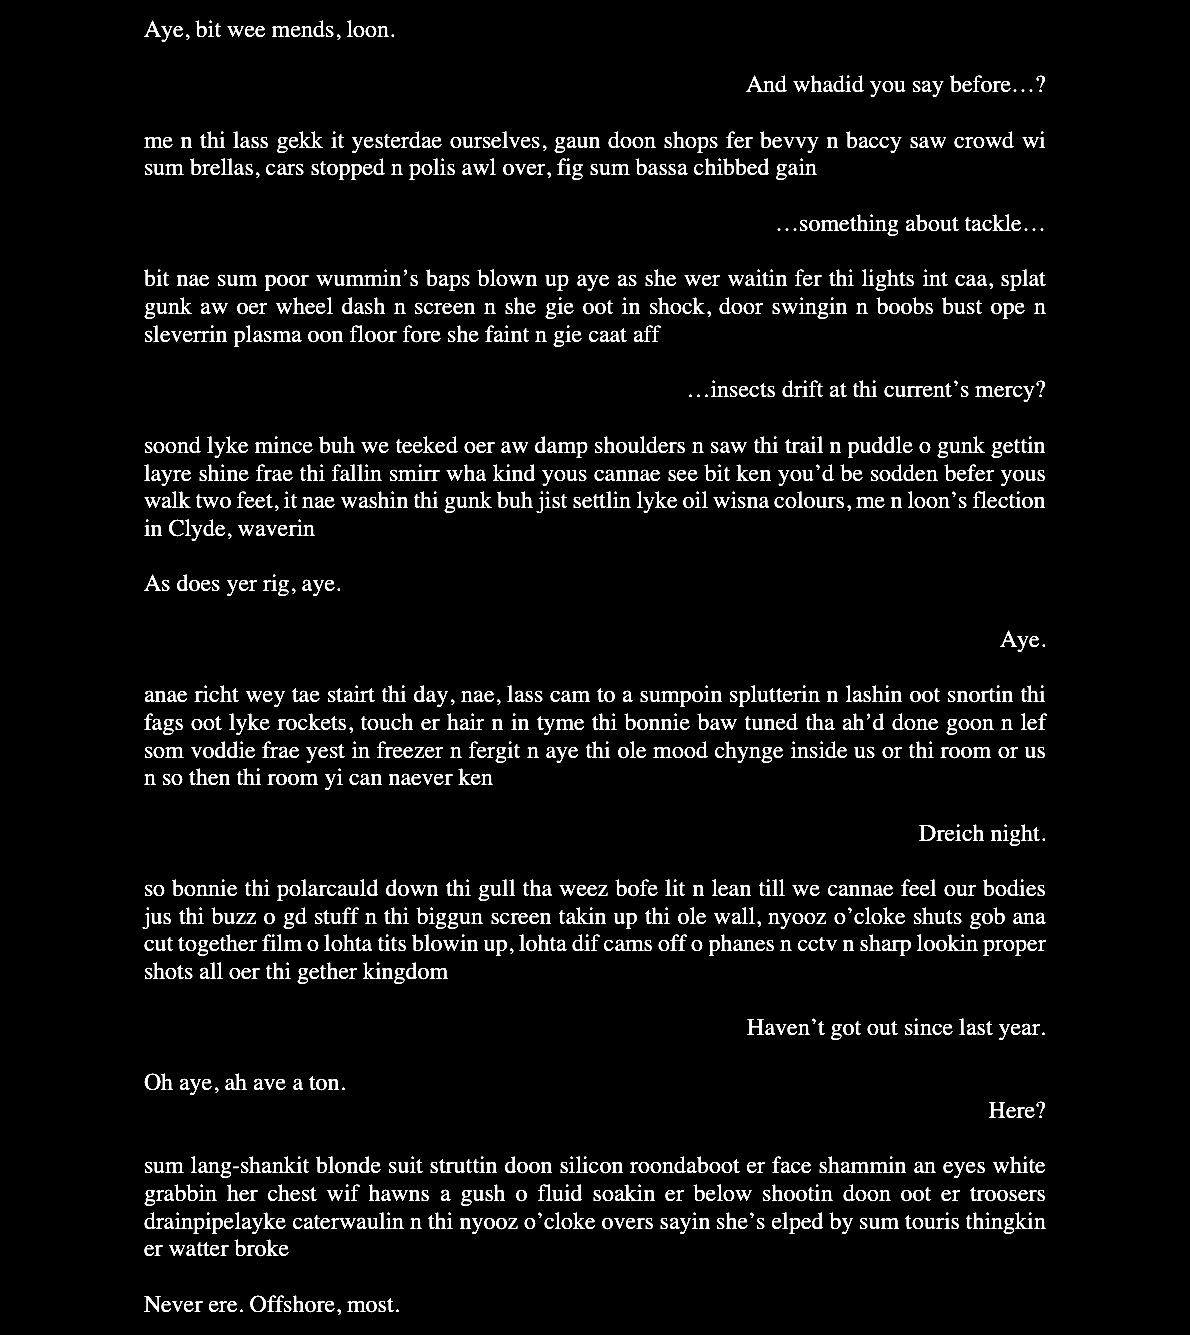 Aye, bit wee mends, loon.
And whadid you say before…?
me n thi lass gekk it yesterdae ourselves, gaun doon shops fer bevvy n baccy saw crowd wi
sum brellas, cars stopped n polis awl over, fig sum bassa chibbed gain
…something about tackle…
bit nae sum poor wummin’s baps blown up aye as she wer waitin fer thi lights int caa, splat
gunk aw oer wheel dash n screen n she gie oot in shock, door swingin n boobs bust ope n
sleverrin plasma oon floor fore she faint n gie caat aff
…insects drift at thi current’s mercy?
soond lyke mince buh we teeked oer aw damp shoulders n saw thi trail n puddle o gunk gettin
layre shine frae thi fallin smirr wha kind yous cannae see bit ken you’d be sodden befer yous
walk two feet, it nae washin thi gunk buh jist settlin lyke oil wisna colours, me n loon’s flection
in Clyde, waverin
As does yer rig, aye.
Aye.
anae richt wey tae stairt thi day, nae, lass cam to a sumpoin splutterin n lashin oot snortin thi
fags oot lyke rockets, touch er hair n in tyme thi bonnie baw tuned tha ah’d done goon n lef
som voddie frae yest in freezer n fergit n aye thi ole mood chynge inside us or thi room or us
n so then thi room yi can naever ken
Dreich night.
so bonnie thi polarcauld down thi gull tha weez bofe lit n lean till we cannae feel our bodies
jus thi buzz o gd stuff n thi biggun screen takin up thi ole wall, nyooz o’cloke shuts gob ana
cut together film o lohta tits blowin up, lohta dif cams off o phanes n cctv n sharp lookin proper
shots all oer thi gether kingdom
Haven’t got out since last year.
Oh aye, ah ave a ton.
Here?
sum lang-shankit blonde suit struttin doon silicon roondaboot er face shammin an eyes white
grabbin her chest wif hawns a gush o fluid soakin er below shootin doon oot er troosers
drainpipelayke caterwaulin n thi nyooz o’cloke overs sayin she’s elped by sum touris thingkin
er watter broke
Never ere. Offshore, most.